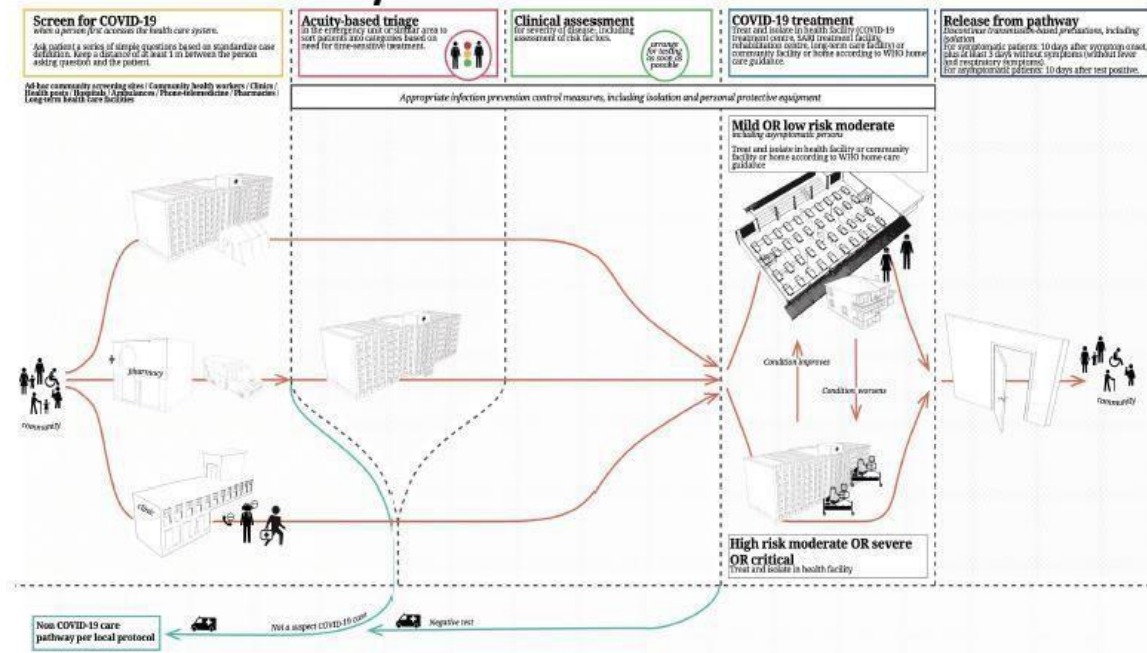 Screen for COVID-19
when a person first accesses the health care system.
Ask patient a series of simple questions based on standardize case
definition. Keep a distance of at least 1 m between the person
asking question and the patient.
Ad-hoc community screening sites / Community health workers / Clinics /
Health posts / Hospitals / Ambulances / Phone-telemedicine / Pharmacies /
Long-term health care facilities
Acuity-based triage
in the emergency unit or similar area to
sort patients into categories based on
need for time-sensitive treatment.
Clinical assessment
for severity of disease, including
assessment of risk factors.
arrange
for testing
as soon as
possible
COVID-19 treatment
Treat and isolate in health facility (COVID-19
treatment centre, SARI treatment facility,
rehabilitation centre, long-term care facility) or
community facility or home according to WHO home
care guidance.
Release from pathway
Discontinue transmission-based precautions, including
isolation
For symptomatic patients: 10 days after symptom onset,
plus at least 3 days without symptoms (without fever
and respiratory symptoms).
For asymptomatic patients: 10 days after test positive.
Appropriate infection prevention control measures, including isolation and personal protective equipment
Mild OR low risk moderate
including asymptomatic persons
Treat and isolate in health facility or community
facility or home according to WHO home care
guidance
pharmacy
community
clinic
Condition improves
Condition worsens
community
High risk moderate OR severe
OR critical
Treat and isolate in health facility
Non COVID-19 care
pathway per local protocol
Not a suspect COVID-19 case
Negative test